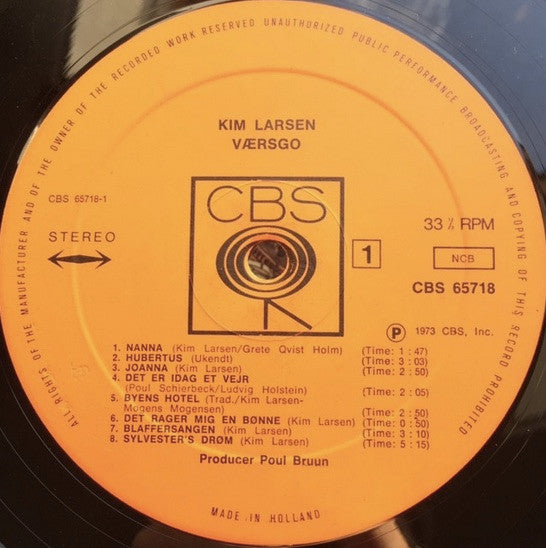 ALL RIGHTS OF THE MANUFACTURER AND OF THE OWNER OF THE RECORDED WORK RESERVED UNAUTHORIZED PUBLIC PERFORMANCE BROADCASTING AND COPYING OF THIS RECORD PROHIBITED
KIM LARSEN
VÆRSGO
CBS 65718-1
CBS
STEREO
1
33 ⅓ RPM
NCB
CBS 65718
P 1973 CBS, Inc.
1. NANNA (Kim Larsen/Grete Qvist Holm) (Time: 1:47)
2. HUBERTUS (Ukendt) (Time: 3:03)
3. JOANNA (Kim Larsen) (Time: 2:50)
4. DET ER IDAG ET VEJR
(Poul Schierbeck/Ludvig Holstein) (Time: 2:05)
5. BYENS HOTEL (Trad./Kim Larsen-
Mogens Mogensen) (Time: 2:50)
6. DET RAGER MIG EN BØNNE (Kim Larsen) (Time: 0:50)
7. BLAFFERSANGEN (Kim Larsen) (Time: 3:10)
8. SYLVESTER'S DRØM (Kim Larsen) (Time: 5:15)
Producer Poul Bruun
MADE IN HOLLAND